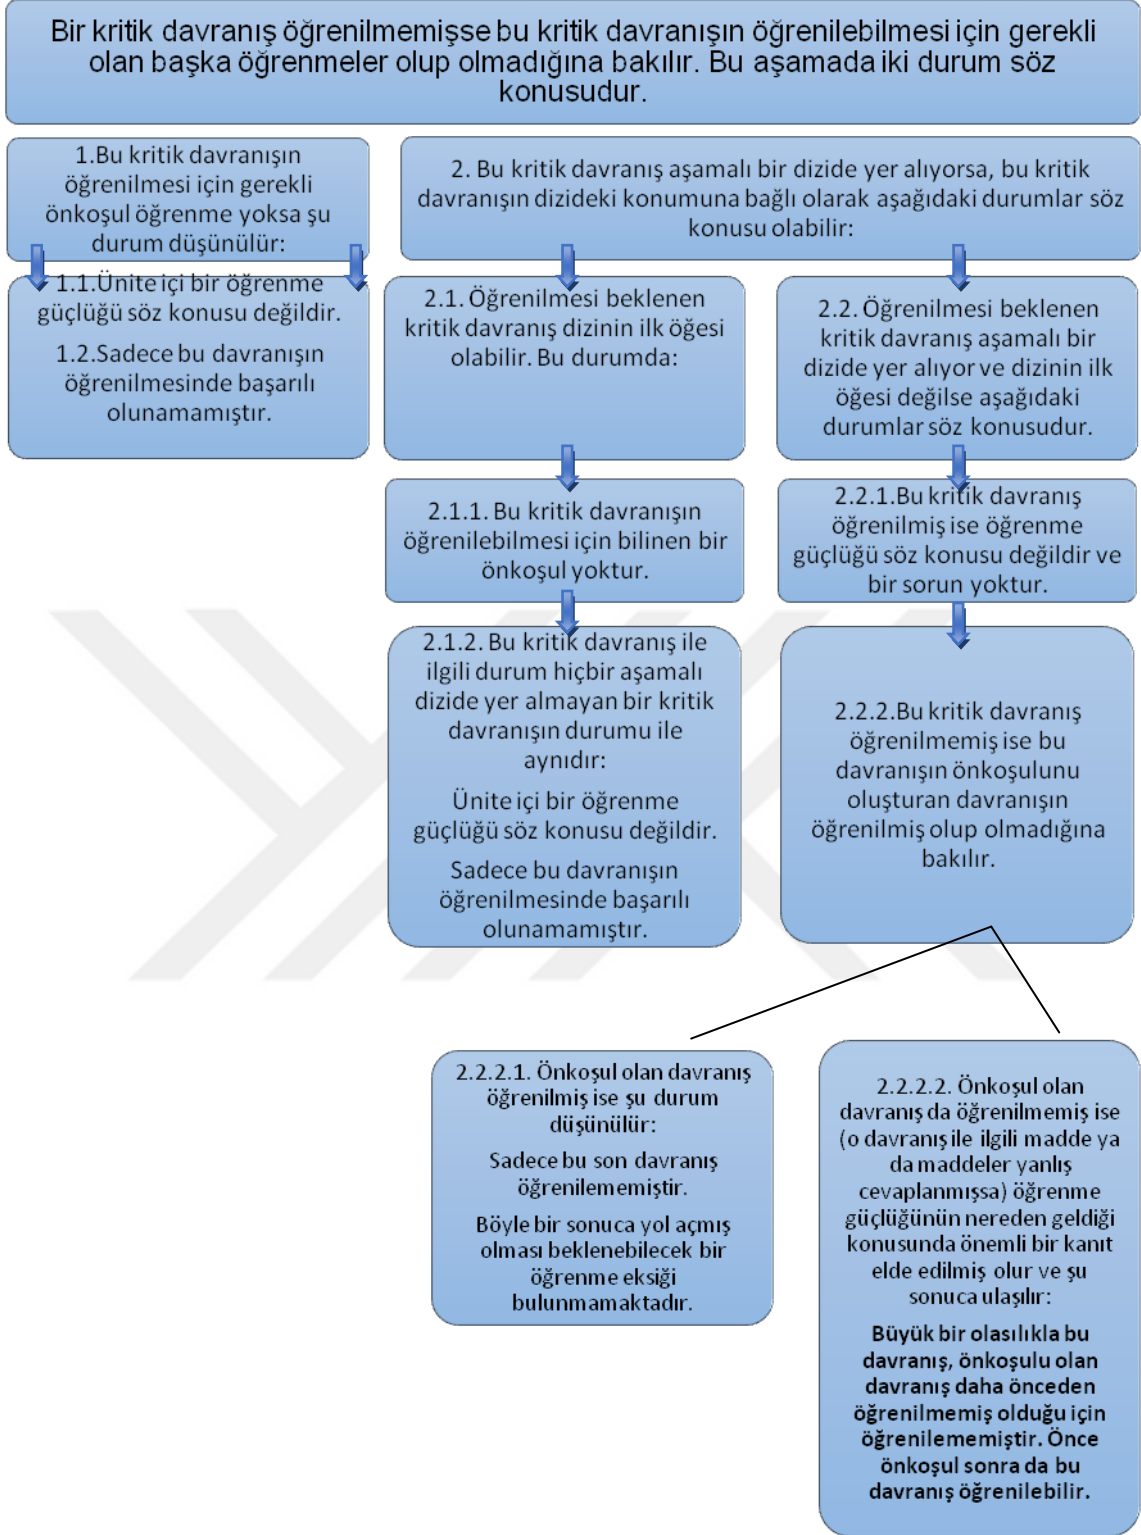 Bir kritik davranış öğrenilmemişse bu kritik davranışın öğrenilebilmesi için gerekli
olan başka öğrenmeler olup olmadığına bakılır. Bu aşamada iki durum söz
konusudur.
1.Bu kritik davranışın
öğrenilmesi için gerekli
önkoşul öğrenme yoksa şu
durum düşünülür:
1.1.Ünite içi bir öğrenme
güçlüğü söz konusu değildir.
1.2.Sadece bu davranışın
öğrenilmesinde başarılı
olunamamıştır.
2. Bu kritik davranış aşamalı bir dizide yer alıyorsa, bu kritik
davranışın dizideki konumuna bağlı olarak aşağıdaki durumlar söz
konusu olabilir:
2.1. Öğrenilmesi beklenen
kritik davranış dizinin ilk öğesi
olabilir. Bu durumda:
2.1.1. Bu kritik davranışın
öğrenilebilmesi için bilinen bir
önkoşul yoktur.
2.1.2. Bu kritik davranış ile
ilgili durum hiçbir aşamalı
dizide yer almayan bir kritik
davranışın durumu ile
aynıdır:
Ünite içi bir öğrenme
güçlüğü söz konusu değildir.
Sadece bu davranışın
öğrenilmesinde başarılı
olunamamıştır.
2.2. Öğrenilmesi beklenen
kritik davranış aşamalı bir
dizide yer alıyor ve dizinin ilk
öğesi değilse aşağıdaki
durumlar söz konusudur.
2.2.1.Bu kritik davranış
öğrenilmiş ise öğrenme
güçlüğü söz konusu değildir ve
bir sorun yoktur.
2.2.2.Bu kritik davranış
öğrenilmemiş ise bu
davranışın önkoşulunu
oluşturan davranışın
öğrenilmiş olup olmadığına
bakılır.
2.2.2.1. Önkoşul olan davranış
öğrenilmiş ise şu durum
düşünülür:
Sadece bu son davranış
öğrenilememiştir.
Böyle bir sonuca yol açmış
olması beklenebilecek bir
öğrenme eksiği
bulunmamaktadır.
2.2.2.2. Önkoşul olan
davranış da öğrenilmemiş ise
(o davranış ile ilgili madde ya
da maddeler yanlış
cevaplanmışsa) öğrenme
güçlüğünün nereden geldiği
konusunda önemli bir kanıt
elde edilmiş olur ve şu
sonuca ulaşılır:
Büyük bir olasılıkla bu
davranış, önkoşulu olan
davranış daha önceden
öğrenilmemiş olduğu için
öğrenilememiştir. Önce
önkoşul sonra da bu
davranış öğrenilebilir.